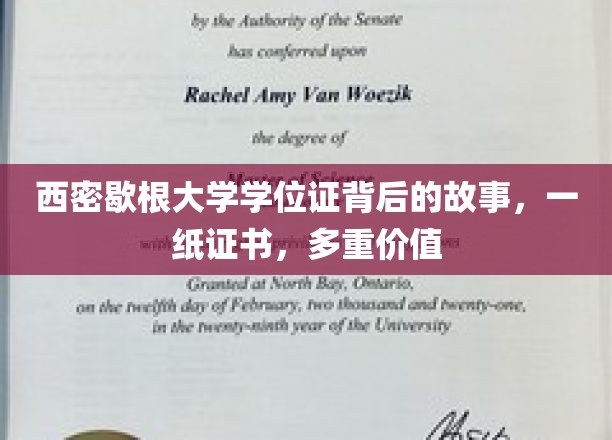 by the Authority of the Senate
has conferred upon
Rachel Amy Van Woezik
the degree of
Master of Science
西密歇根大学学位证背后的故事，一
纸证书，多重价值
Granted at North Bay, Ontario,
on the twelfth day of February, two thousand and twenty-one,
in the twenty-ninth year of the University